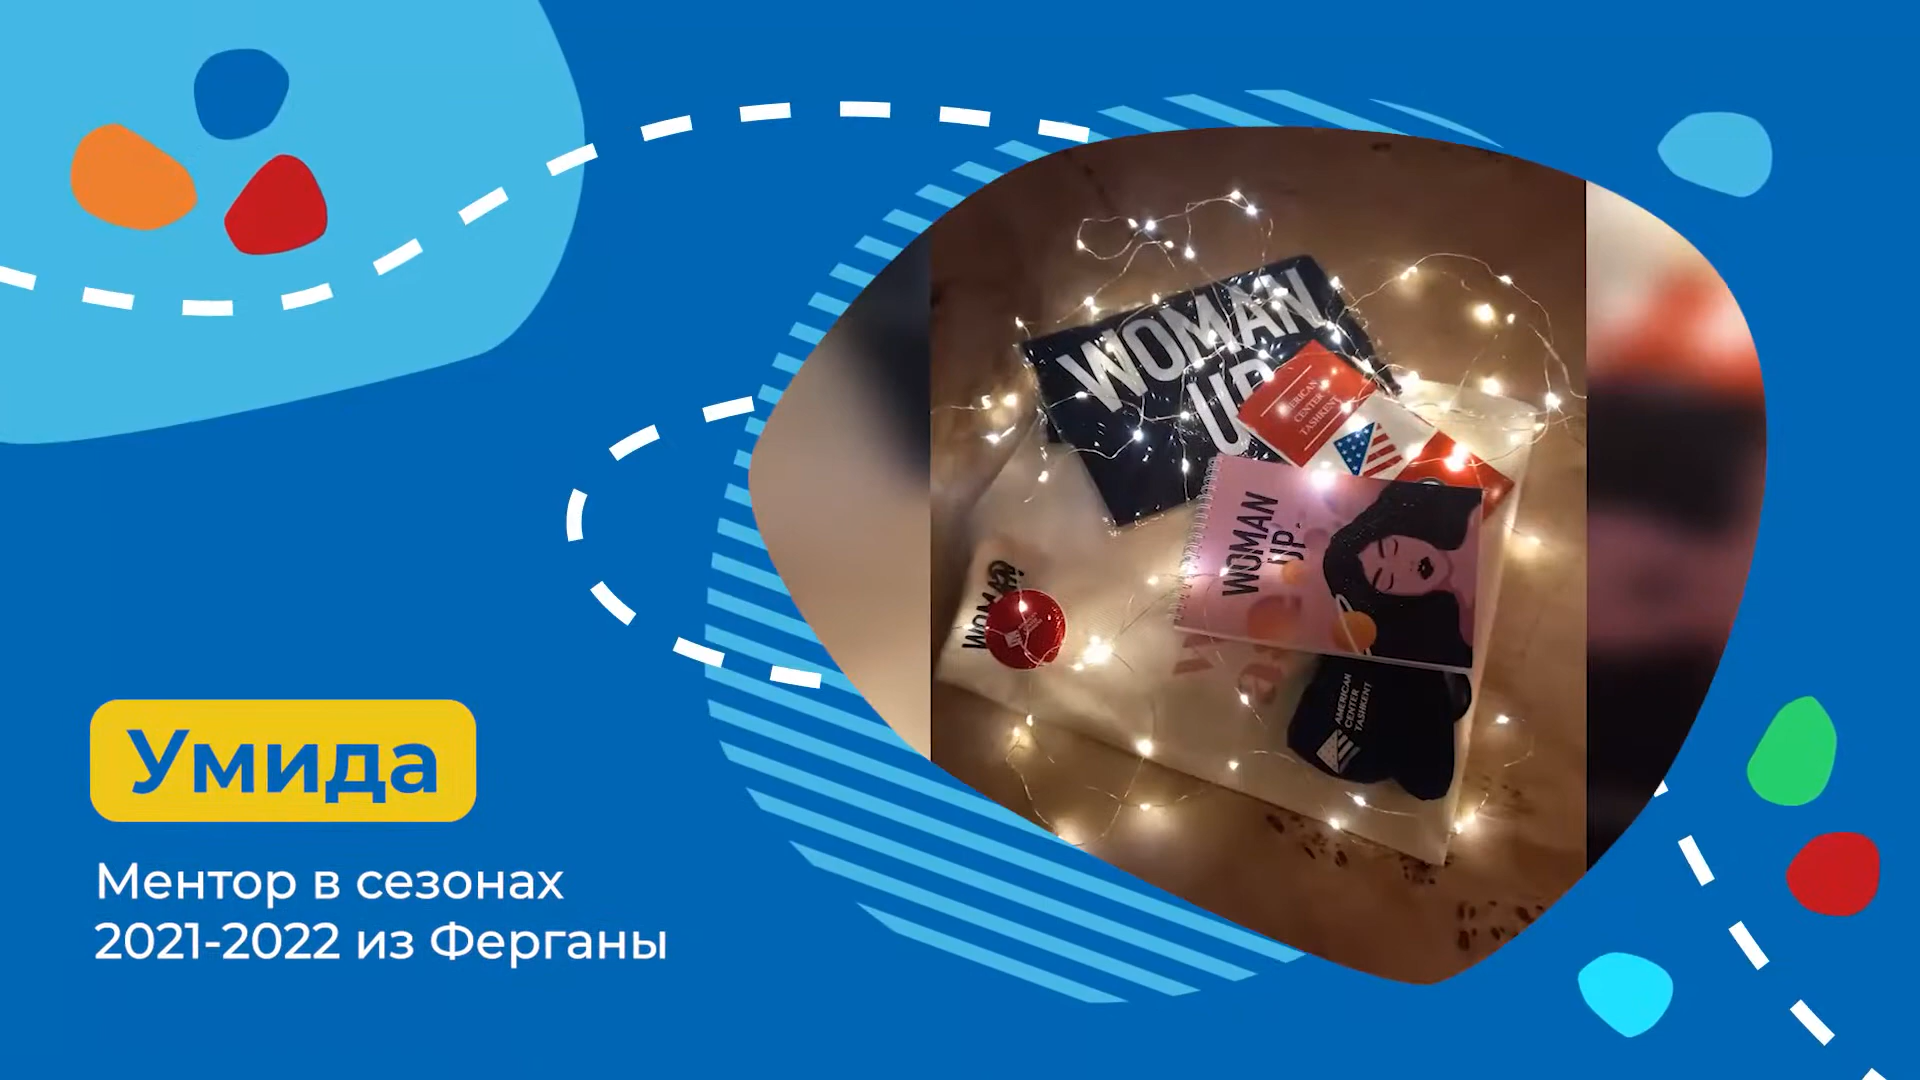 Умида
Ментор в сезонах
2021-2022 из Ферганы
WOMAN
UP
AMERICAN
CENTER
TASHKENT
WOMAN
UP
AMERICAN
CENTER
TASHKENT